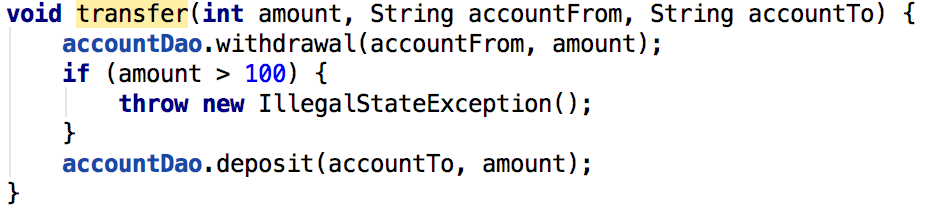 void transfer(int amount, String accountFrom, String accountTo) {
    accountDao.withdrawal(accountFrom, amount);
    if (amount > 100) {
        throw new IllegalStateException();
    }
    accountDao.deposit(accountTo, amount);
}